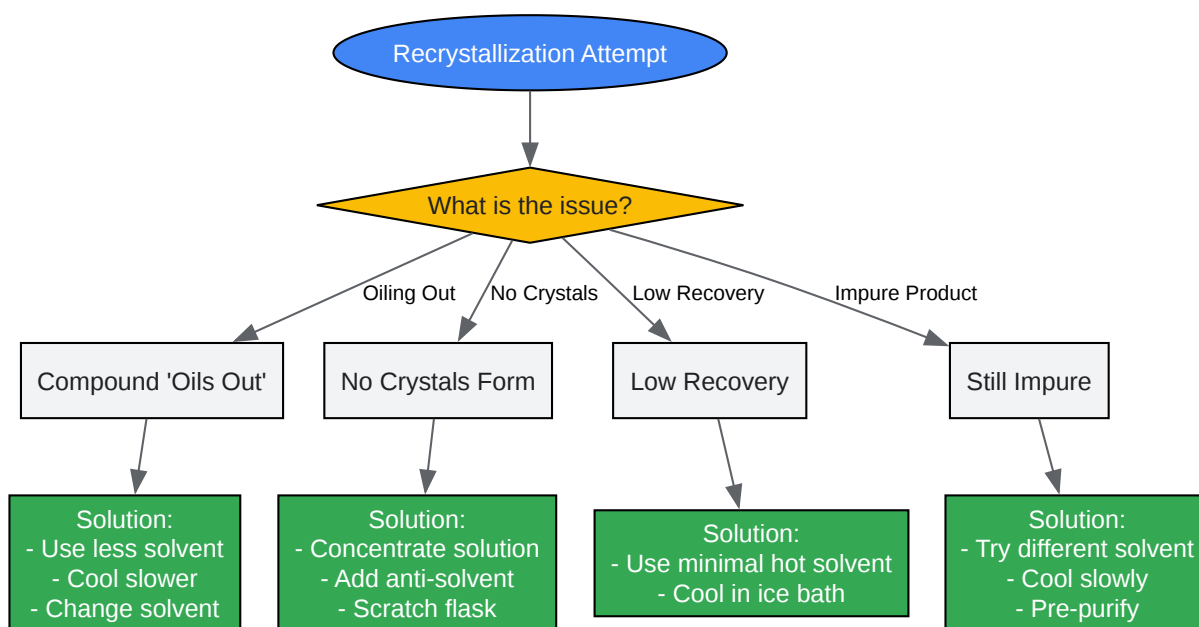 Recrystallization Attempt
What is the issue?
Oiling Out
No Crystals
Low Recovery
Impure Product
Compound 'Oils Out'
No Crystals Form
Low Recovery
Still Impure
Solution:
- Use less solvent
- Cool slower
- Change solvent
Solution:
- Concentrate solution
- Add anti-solvent
- Scratch flask
Solution:
- Use minimal hot solvent
- Cool in ice bath
Solution:
- Try different solvent
- Cool slowly
- Pre-purify